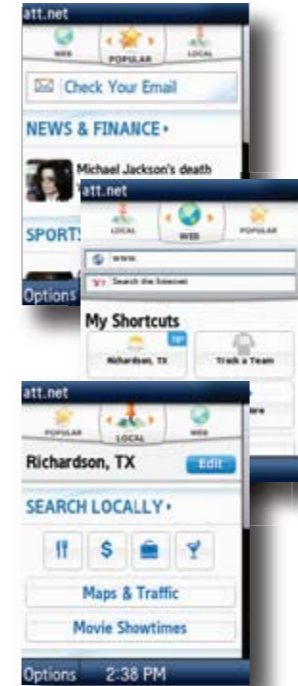 att.net
WEB POPULAR LOCAL
Check Your Email
NEWS & FINANCE
Michael Jackson's death
SPORTS
Options
att.net
LOCAL WEB POPULAR
www.
Y! Search the Internet
My Shortcuts
79°
Richardson, TX Track a Team
att.net
POPULAR LOCAL WEB
Richardson, TX Edit
SEARCH LOCALLY
$
Maps & Traffic
Movie Showtimes
Options 2:38 PM